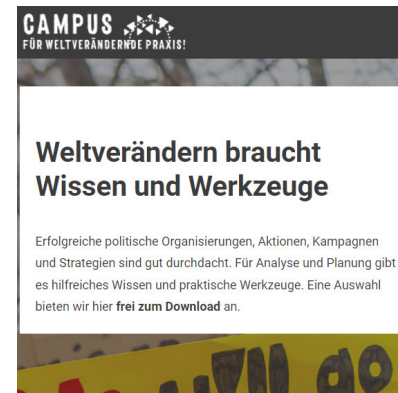 CAMPUS
FÜR WELTVERÄNDERNDE PRAXIS!
Weltverändern braucht
Wissen und Werkzeuge
Erfolgreiche politische Organisierungen, Aktionen, Kampagnen
und Strategien sind gut durchdacht. Für Analyse und Planung gibt
es hilfreiches Wissen und praktische Werkzeuge. Eine Auswahl
bieten wir hier frei zum Download an.